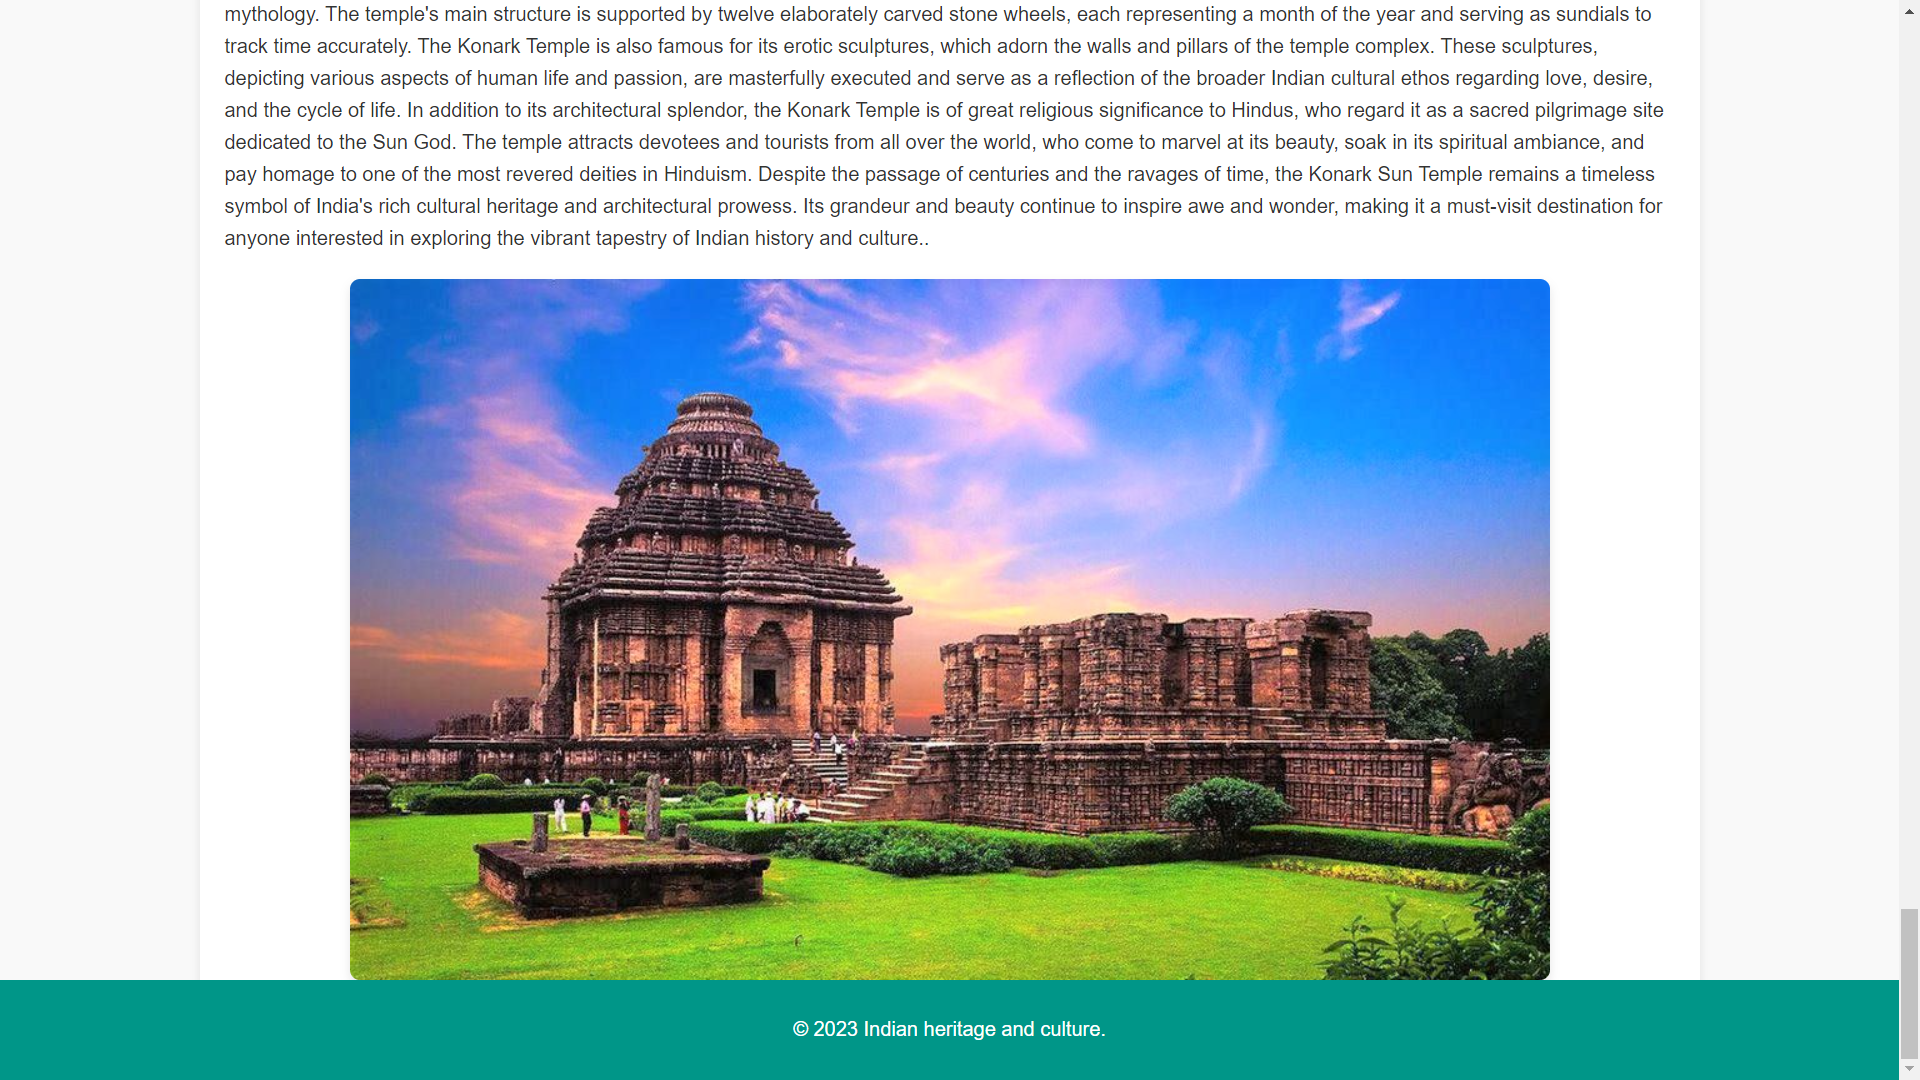 mythology. The temple's main structure is supported by twelve elaborately carved stone wheels, each representing a month of the year and serving as sundials to
track time accurately. The Konark Temple is also famous for its erotic sculptures, which adorn the walls and pillars of the temple complex. These sculptures,
depicting various aspects of human life and passion, are masterfully executed and serve as a reflection of the broader Indian cultural ethos regarding love, desire,
and the cycle of life. In addition to its architectural splendor, the Konark Temple is of great religious significance to Hindus, who regard it as a sacred pilgrimage site
dedicated to the Sun God. The temple attracts devotees and tourists from all over the world, who come to marvel at its beauty, soak in its spiritual ambiance, and
pay homage to one of the most revered deities in Hinduism. Despite the passage of centuries and the ravages of time, the Konark Sun Temple remains a timeless
symbol of India's rich cultural heritage and architectural prowess. Its grandeur and beauty continue to inspire awe and wonder, making it a must-visit destination for
anyone interested in exploring the vibrant tapestry of Indian history and culture..
© 2023 Indian heritage and culture.